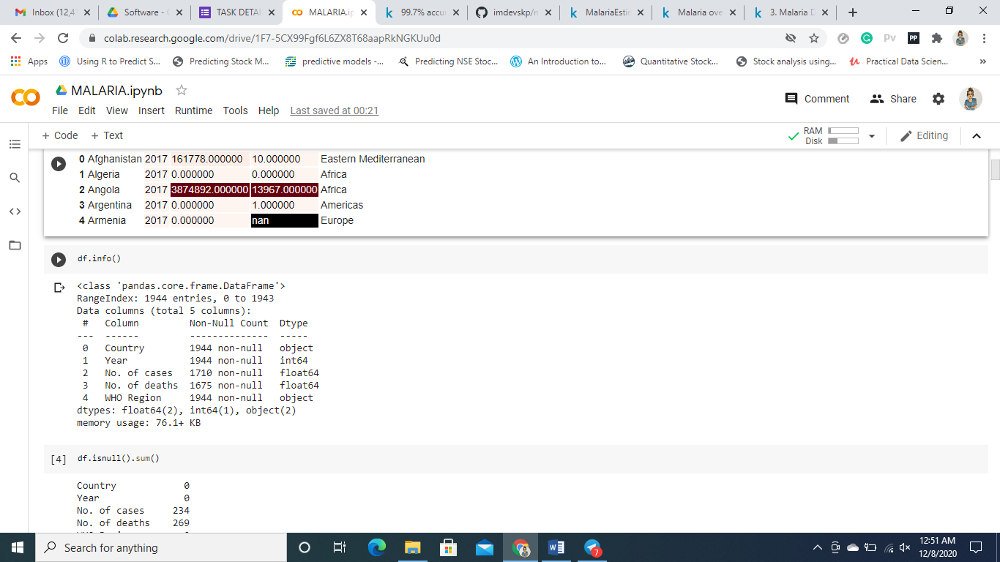 Inbox (12,4
Software - 
TASK DETAI
MALARIA.ip
99.7% accu
imdevskp/
MalariaEstir
Malaria ove
3. Malaria D
colab.research.google.com/drive/1F7-5CX99Fgf6L6ZX8T68aapRkNGKUu0d
Apps
Using R to Predict S...
Predicting Stock M...
predictive models -...
Predicting NSE Stoc...
An Introduction to...
Quantitative Stock...
Stock analysis using...
Practical Data Scien...
»
MALARIA.ipynb
File Edit View Insert Runtime Tools Help Last saved at 00:21
Comment
Share
+ Code + Text
RAM
Disk
Editing
0 Afghanistan 2017 161778.000000 10.000000 Eastern Mediterranean
1 Algeria 2017 0.000000 0.000000 Africa
2 Angola 2017 3874892.000000 13967.000000 Africa
3 Argentina 2017 0.000000 1.000000 Americas
4 Armenia 2017 0.000000 nan Europe
df.info()
<class 'pandas.core.frame.DataFrame'>
RangeIndex: 1944 entries, 0 to 1943
Data columns (total 5 columns):
# Column Non-Null Count Dtype
--- ------ -------------- -----
0 Country 1944 non-null object
1 Year 1944 non-null int64
2 No. of cases 1710 non-null float64
3 No. of deaths 1675 non-null float64
4 WHO Region 1944 non-null object
dtypes: float64(2), int64(1), object(2)
memory usage: 76.1+ KB
[4] df.isnull().sum()
Country 0
Year 0
No. of cases 234
No. of deaths 269
Search for anything
7
12:51 AM
12/8/2020